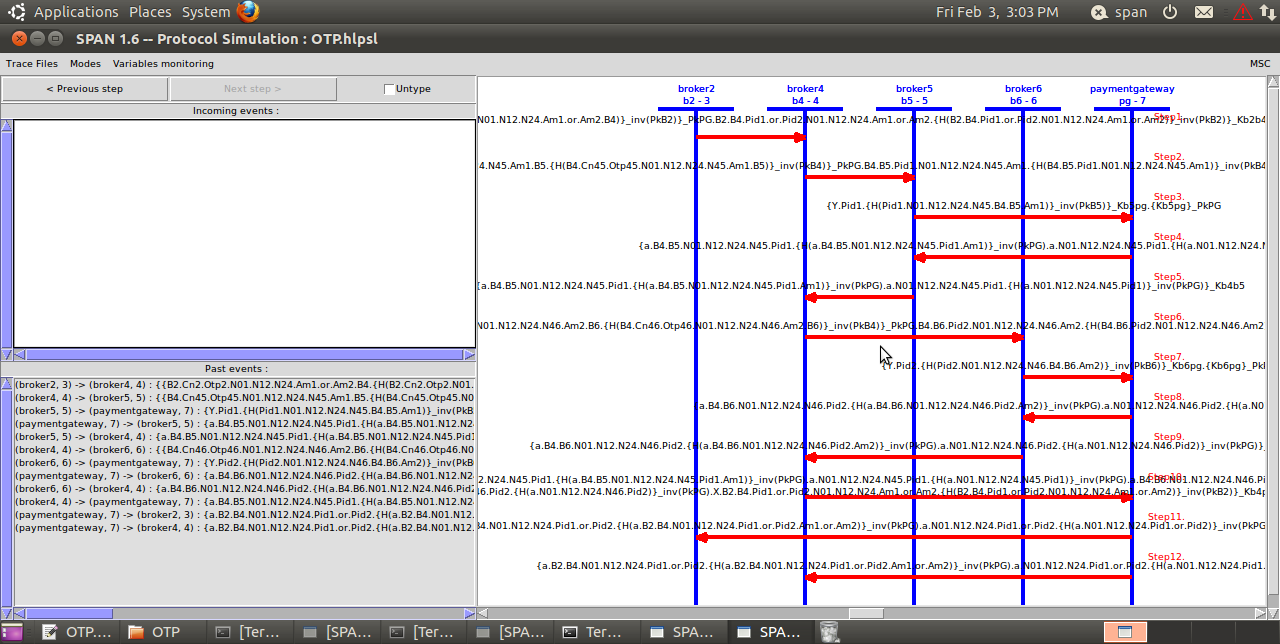 Applications Places System Fri Feb 3, 3:03 PM span
SPAN 1.6 -- Protocol Simulation : OTP.hlpsl
Trace Files Modes Variables monitoring MSC
< Previous step Next step > Untype
Incoming events :
Past events :
(broker2, 3) -> (broker4, 4) : {{B2.Cn2.Otp2.N01.N12.N24.Am1.or.Am2.B4.{H(B2.Cn2.Otp2.N01.
(broker4, 4) -> (broker5, 5) : {{B4.Cn45.Otp45.N01.N12.N24.N45.Am1.B5.{H(B4.Cn45.Otp45.N0
(broker5, 5) -> (paymentgateway, 7) : {Y.Pid1.{H(Pid1.N01.N12.N24.N45.B4.B5.Am1)}_inv(PkB
(paymentgateway, 7) -> (broker5, 5) : {a.B4.B5.N01.N12.N24.N45.Pid1.{H(a.B4.B5.N01.N12.N2
(broker5, 5) -> (broker4, 4) : {a.B4.B5.N01.N12.N24.N45.Pid1.{H(a.B4.B5.N01.N12.N24.N45.Pid1
(broker4, 4) -> (broker6, 6) : {{B4.Cn46.Otp46.N01.N12.N24.N46.Am2.B6.{H(B4.Cn46.Otp46.N0
(broker6, 6) -> (paymentgateway, 7) : {Y.Pid2.{H(Pid2.N01.N12.N24.N46.B4.B6.Am2)}_inv(PkB
(paymentgateway, 7) -> (broker6, 6) : {a.B4.B6.N01.N12.N24.N46.Pid2.{H(a.B4.B6.N01.N12.N2
(broker6, 6) -> (broker4, 4) : {a.B4.B6.N01.N12.N24.N46.Pid2.{H(a.B4.B6.N01.N12.N24.N46.Pid2
(broker4, 4) -> (paymentgateway, 7) : {a.B4.B5.N01.N12.N24.N45.Pid1.{H(a.B4.B5.N01.N12.N2
(paymentgateway, 7) -> (broker2, 3) : {a.B2.B4.N01.N12.N24.Pid1.or.Pid2.{H(a.B2.B4.N01.N12.
(paymentgateway, 7) -> (broker4, 4) : {a.B2.B4.N01.N12.N24.Pid1.or.Pid2.{H(a.B2.B4.N01.N12.
broker2 broker4 broker5 broker6 paymentgateway
b2 - 3 b4 - 4 b5 - 5 b6 - 6 pg - 7
Step1.
N01.N12.N24.Am1.or.Am2.B4)}_inv(PkB2)}_PkPG.B2.B4.Pid1.or.Pid2.N01.N12.N24.Am1.or.Am2.{H(B2.B4.Pid1.or.Pid2.N01.N12.N24.Am1.or.Am2)}_inv(PkB2)}_Kb2b4
Step2.
4.N45.Am1.B5.{H(B4.Cn45.Otp45.N01.N12.N24.N45.Am1.B5)}_inv(PkB4)}_PkPG.B4.B5.Pid1.N01.N12.N24.N45.Am1.{H(B4.B5.Pid1.N01.N12.N24.N45.Am1)}_inv(PkB4
Step3.
{Y.Pid1.{H(Pid1.N01.N12.N24.N45.B4.B5.Am1)}_inv(PkB5)}_Kb5pg.{Kb5pg}_PkPG
Step4.
{a.B4.B5.N01.N12.N24.N45.Pid1.{H(a.B4.B5.N01.N12.N24.N45.Pid1.Am1)}_inv(PkPG).a.N01.N12.N24.N45.Pid1.{H(a.N01.N12.N24.
Step5.
{a.B4.B5.N01.N12.N24.N45.Pid1.{H(a.B4.B5.N01.N12.N24.N45.Pid1.Am1)}_inv(PkPG).a.N01.N12.N24.N45.Pid1.{H(a.N01.N12.N24.N45.Pid1)}_inv(PkPG)}_Kb4b5
Step6.
N01.N12.N24.N46.Am2.B6.{H(B4.Cn46.Otp46.N01.N12.N24.N46.Am2.B6)}_inv(PkB4)}_PkPG.B4.B6.Pid2.N01.N12.N24.N46.Am2.{H(B4.B6.Pid2.N01.N12.N24.N46.Am2
Step7.
{Y.Pid2.{H(Pid2.N01.N12.N24.N46.B4.B6.Am2)}_inv(PkB6)}_Kb6pg.{Kb6pg}_Pk
Step8.
{a.B4.B6.N01.N12.N24.N46.Pid2.{H(a.B4.B6.N01.N12.N24.N46.Pid2.Am2)}_inv(PkPG).a.N01.N12.N24.N46.Pid2.{H(a.N0
Step9.
{a.B4.B6.N01.N12.N24.N46.Pid2.{H(a.B4.B6.N01.N12.N24.N46.Pid2.Am2)}_inv(PkPG).a.N01.N12.N24.N46.Pid2.{H(a.N01.N12.N24.N46.Pid2)}_inv(PkPG)}_
Step10.
2.N24.N45.Pid1.{H(a.B4.B5.N01.N12.N24.N45.Pid1.Am1)}_inv(PkPG).a.N01.N12.N24.N45.Pid1.{H(a.N01.N12.N24.N45.Pid1)}_inv(PkPG).a.B4.B6.N01.N12.N24.N46.Pi
46.Pid2.{H(a.N01.N12.N24.N46.Pid2)}_inv(PkPG).X.B2.B4.Pid1.or.Pid2.N01.N12.N24.Am1.or.Am2.{H(B2.B4.Pid1.or.Pid2.N01.N12.N24.Am1.or.Am2)}_inv(PkB2)}_Kb4p
Step11.
B4.N01.N12.N24.Pid1.or.Pid2.{H(a.B2.B4.N01.N12.N24.Pid1.or.Pid2.Am1.or.Am2)}_inv(PkPG).a.N01.N12.N24.Pid1.or.Pid2.{H(a.N01.N12.N24.Pid1.or.Pid2)}_inv(PkPG
Step12.
{a.B2.B4.N01.N12.N24.Pid1.or.Pid2.{H(a.B2.B4.N01.N12.N24.Pid1.or.Pid2.Am1.or.Am2)}_inv(PkPG).a.N01.N12.N24.Pid1.or.Pid2.{H(a.N01.N12.N24.Pid1.
OTP.... OTP [Ter... [SPA... [Ter... [SPA... Ter... SPA... SPA...